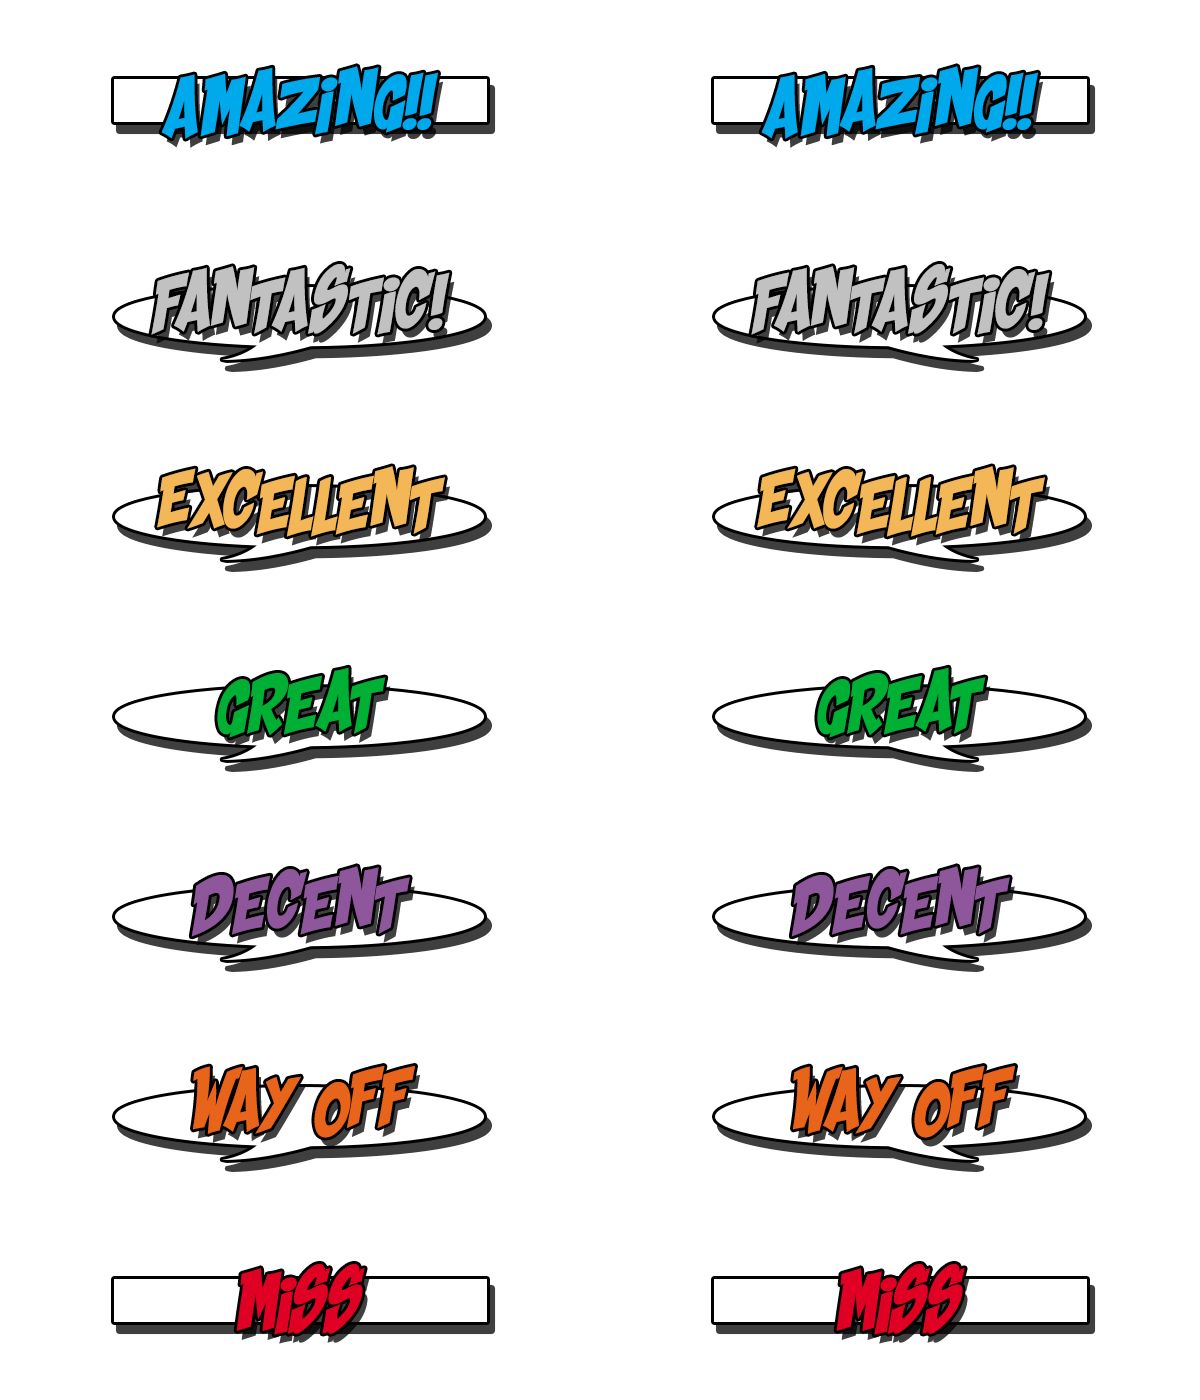 AMAZiNG!! AMAZiNG!!
FANTASTiC! FANTASTiC!
EXCELLENT EXCELLENT
GREAT GREAT
DECENT DECENT
WAY OFF WAY OFF
MiSS MiSS